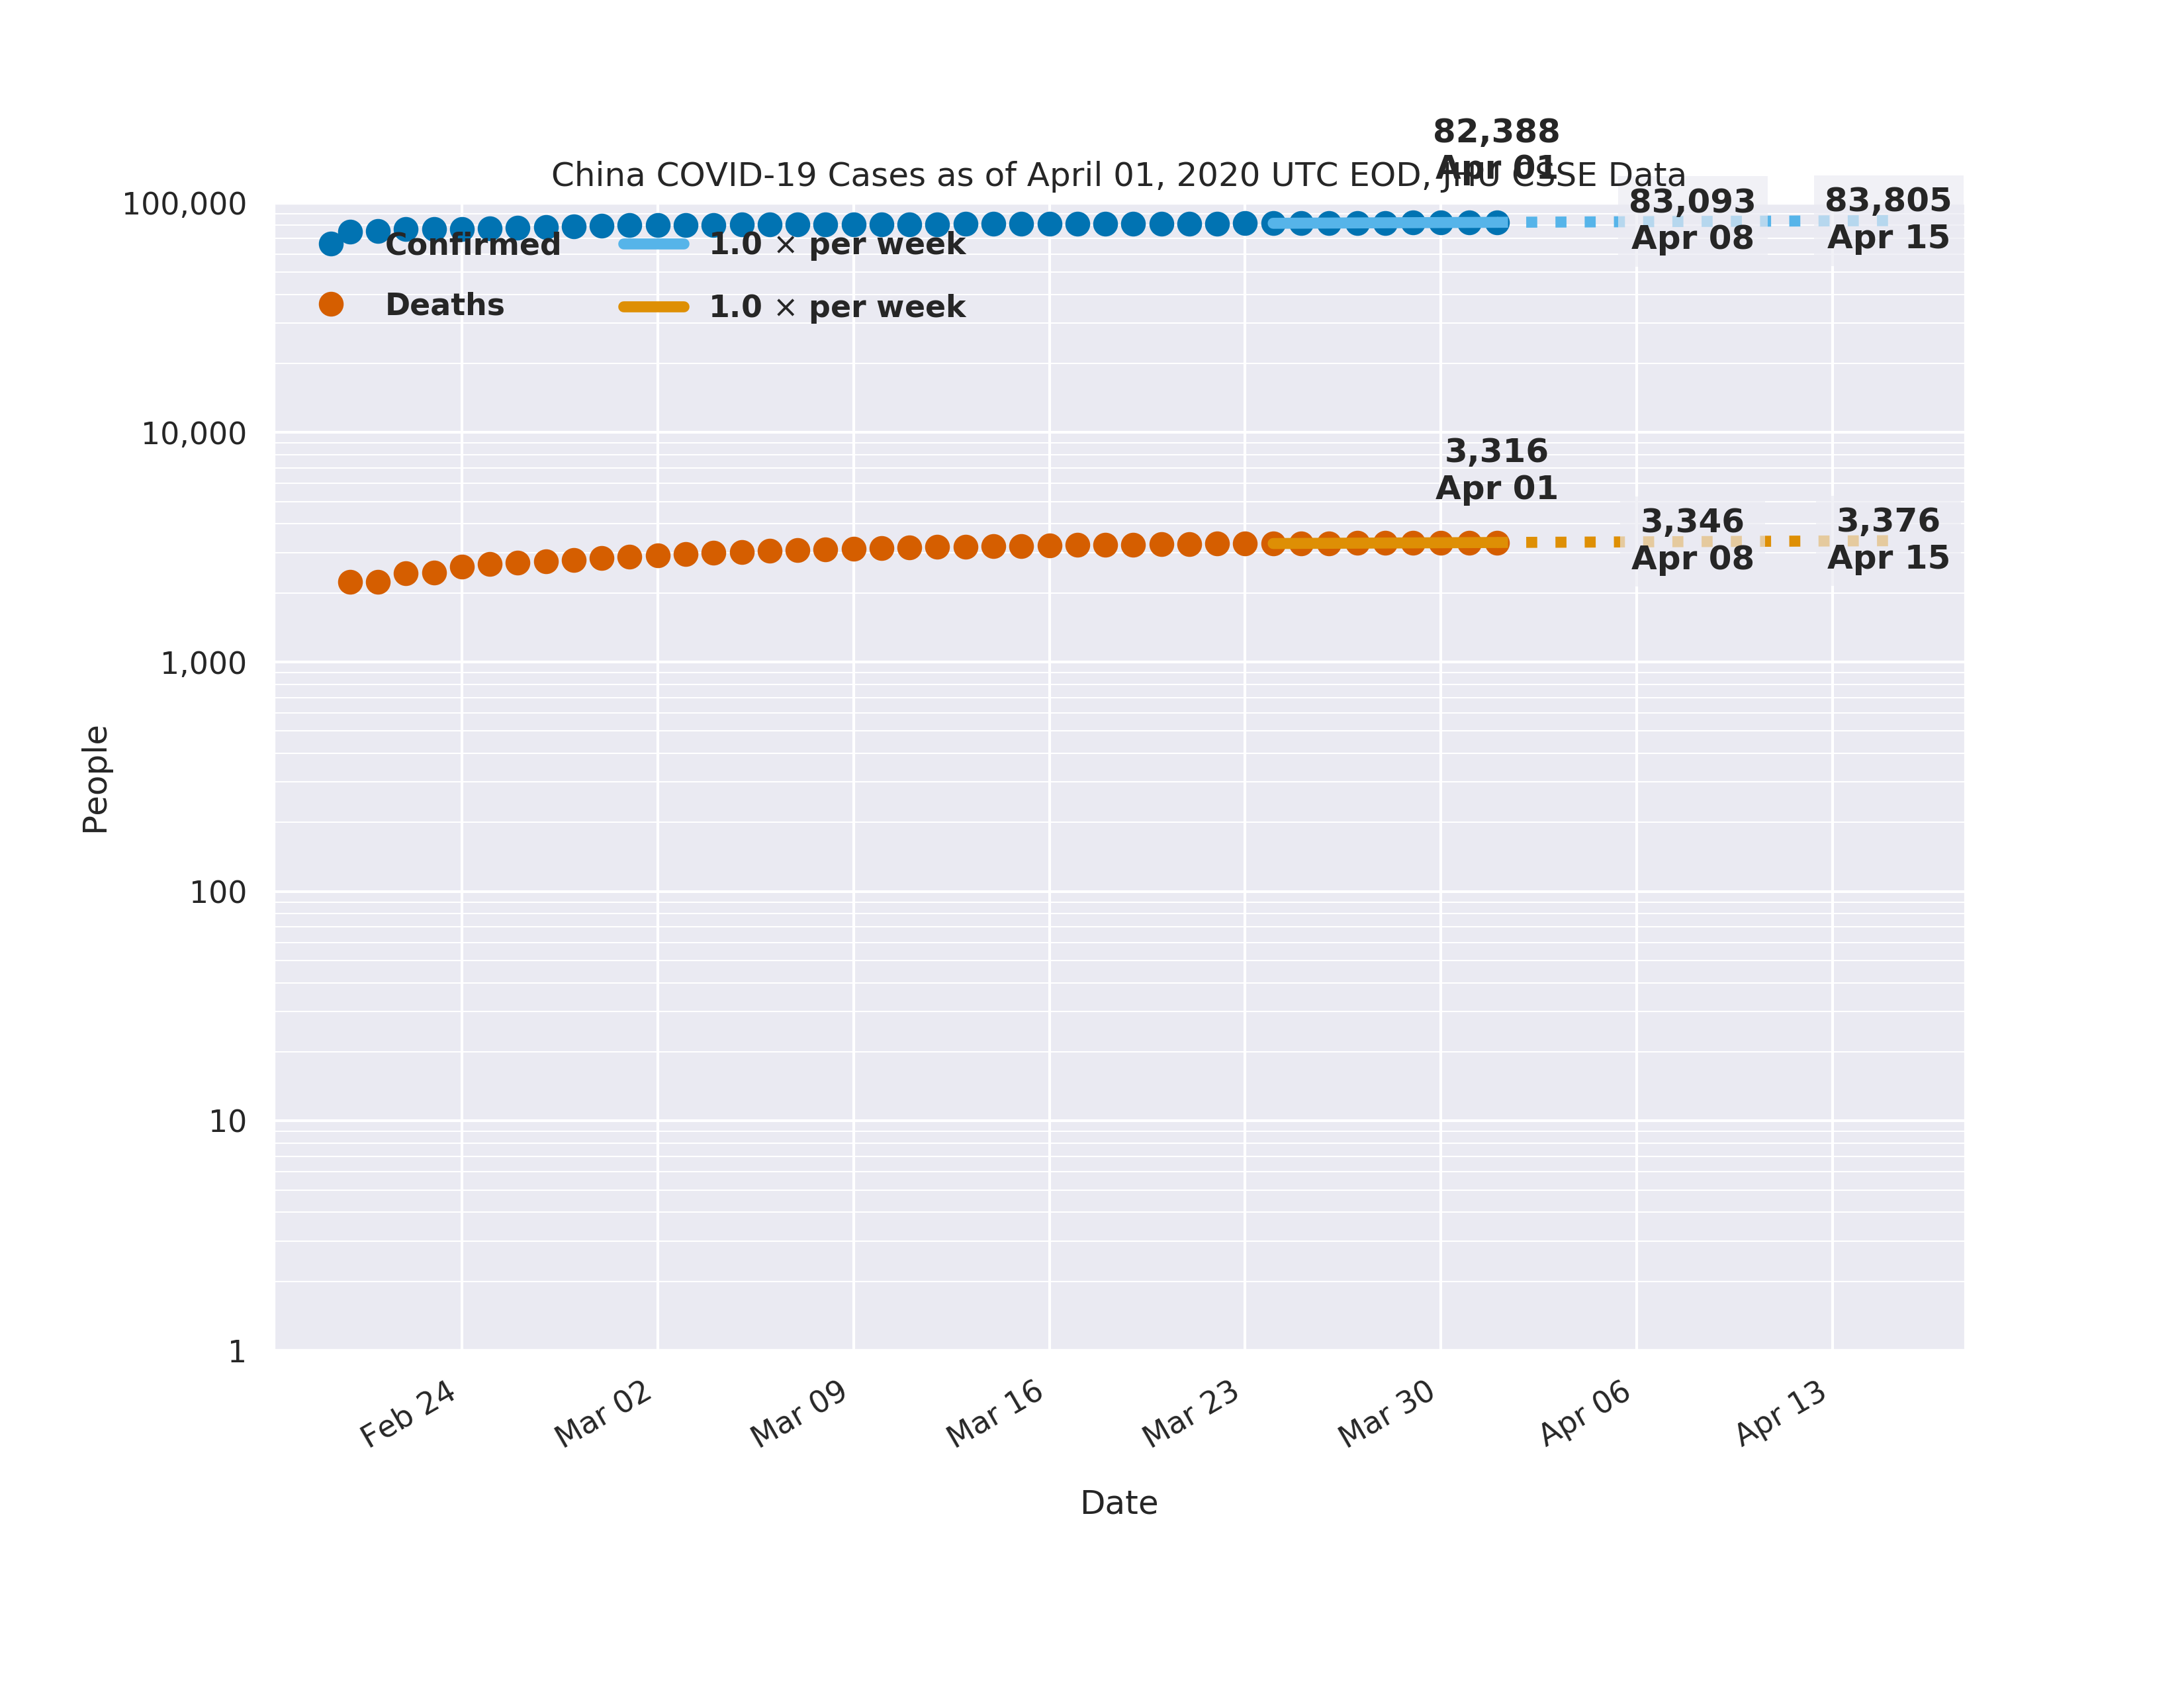 82,388
Apr 01
China COVID-19 Cases as of April 01, 2020 UTC EOD, JHU CSSE Data
83,093
Apr 08
83,805
Apr 15
Confirmed
1.0 × per week
Deaths
1.0 × per week
3,316
Apr 01
3,346
Apr 08
3,376
Apr 15
100,000
10,000
1,000
100
10
1
People
Feb 24
Mar 02
Mar 09
Mar 16
Mar 23
Mar 30
Apr 06
Apr 13
Date